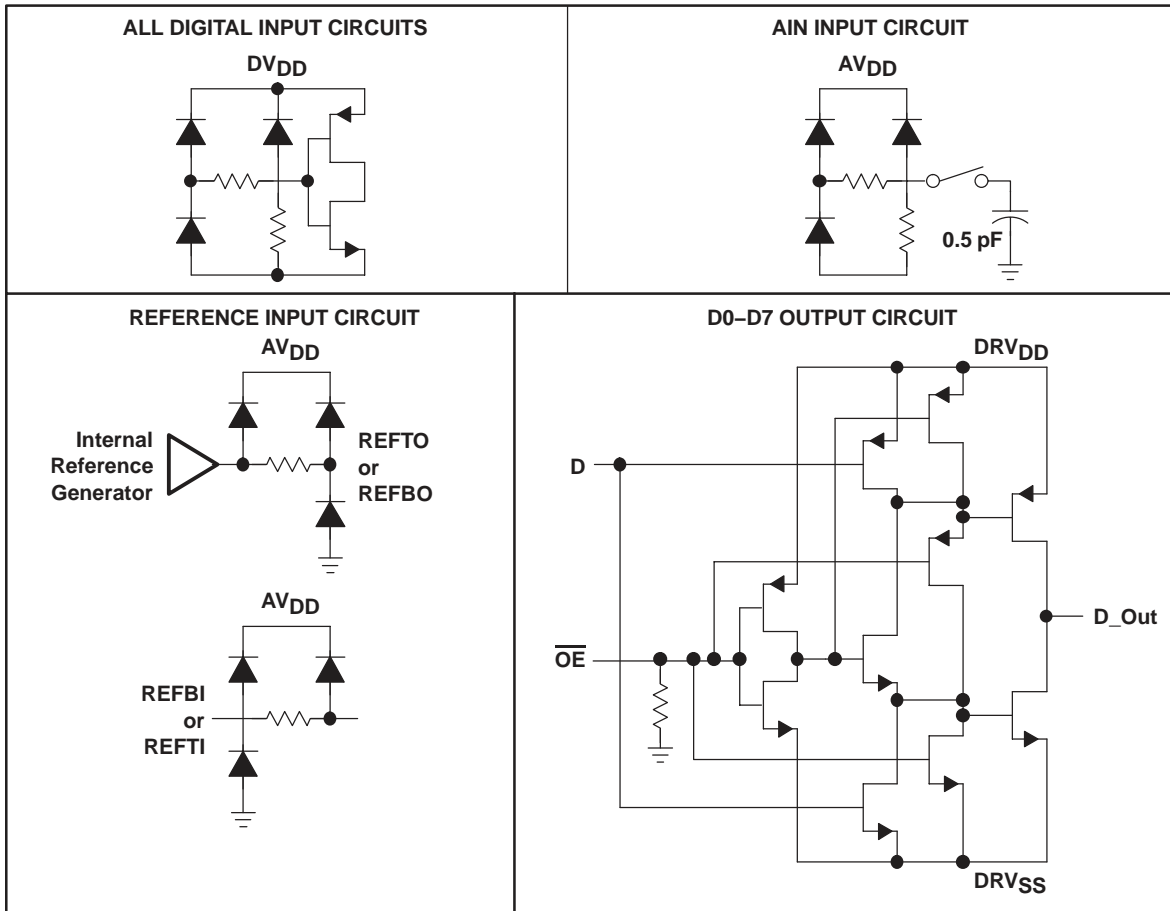 ALL DIGITAL INPUT CIRCUITS
DVDD
AIN INPUT CIRCUIT
AVDD
0.5 pF
REFERENCE INPUT CIRCUIT
AVDD
Internal
Reference
Generator
REFTO
or
REFBO
AVDD
REFBI
or
REFTI
D0–D7 OUTPUT CIRCUIT
DRVDD
D
D_Out
OE
DRVSS